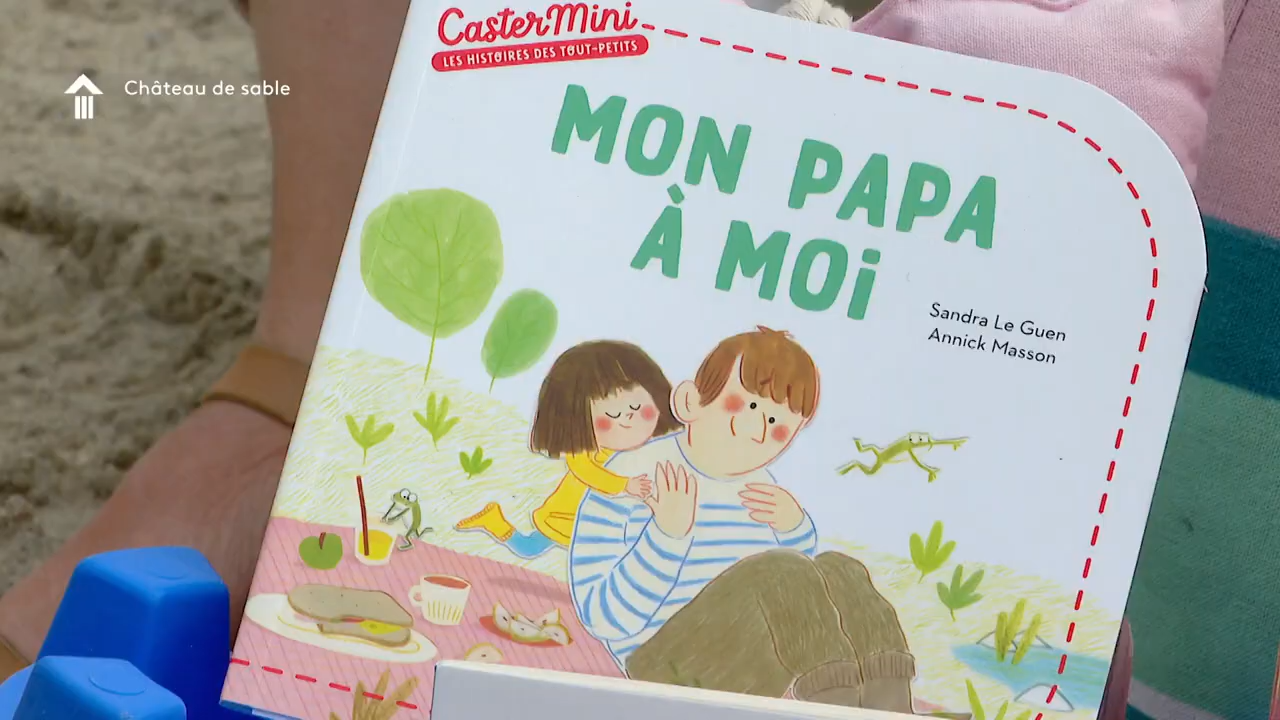 Château de sable
CasterMini
LES HISTOIRES DES TOUT-PETITS
MON PAPA
À MOi
Sandra Le Guen
Annick Masson